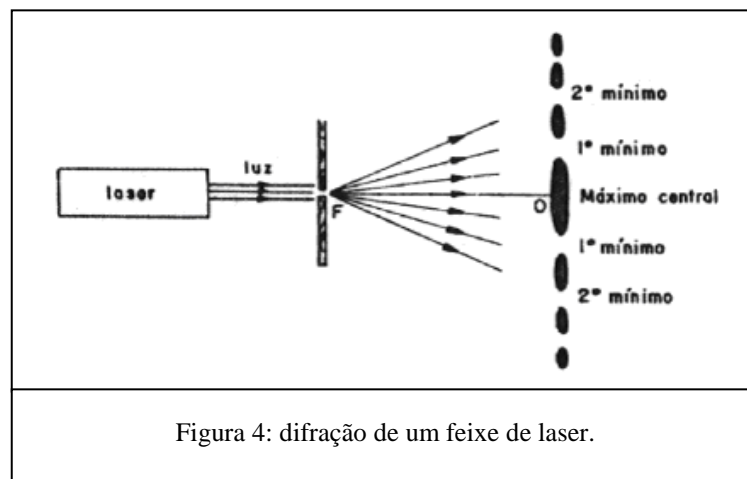 2º mínimo
1º mínimo
luz
laser
F
O
Máximo central
1º mínimo
2º mínimo
Figura 4: difração de um feixe de laser.